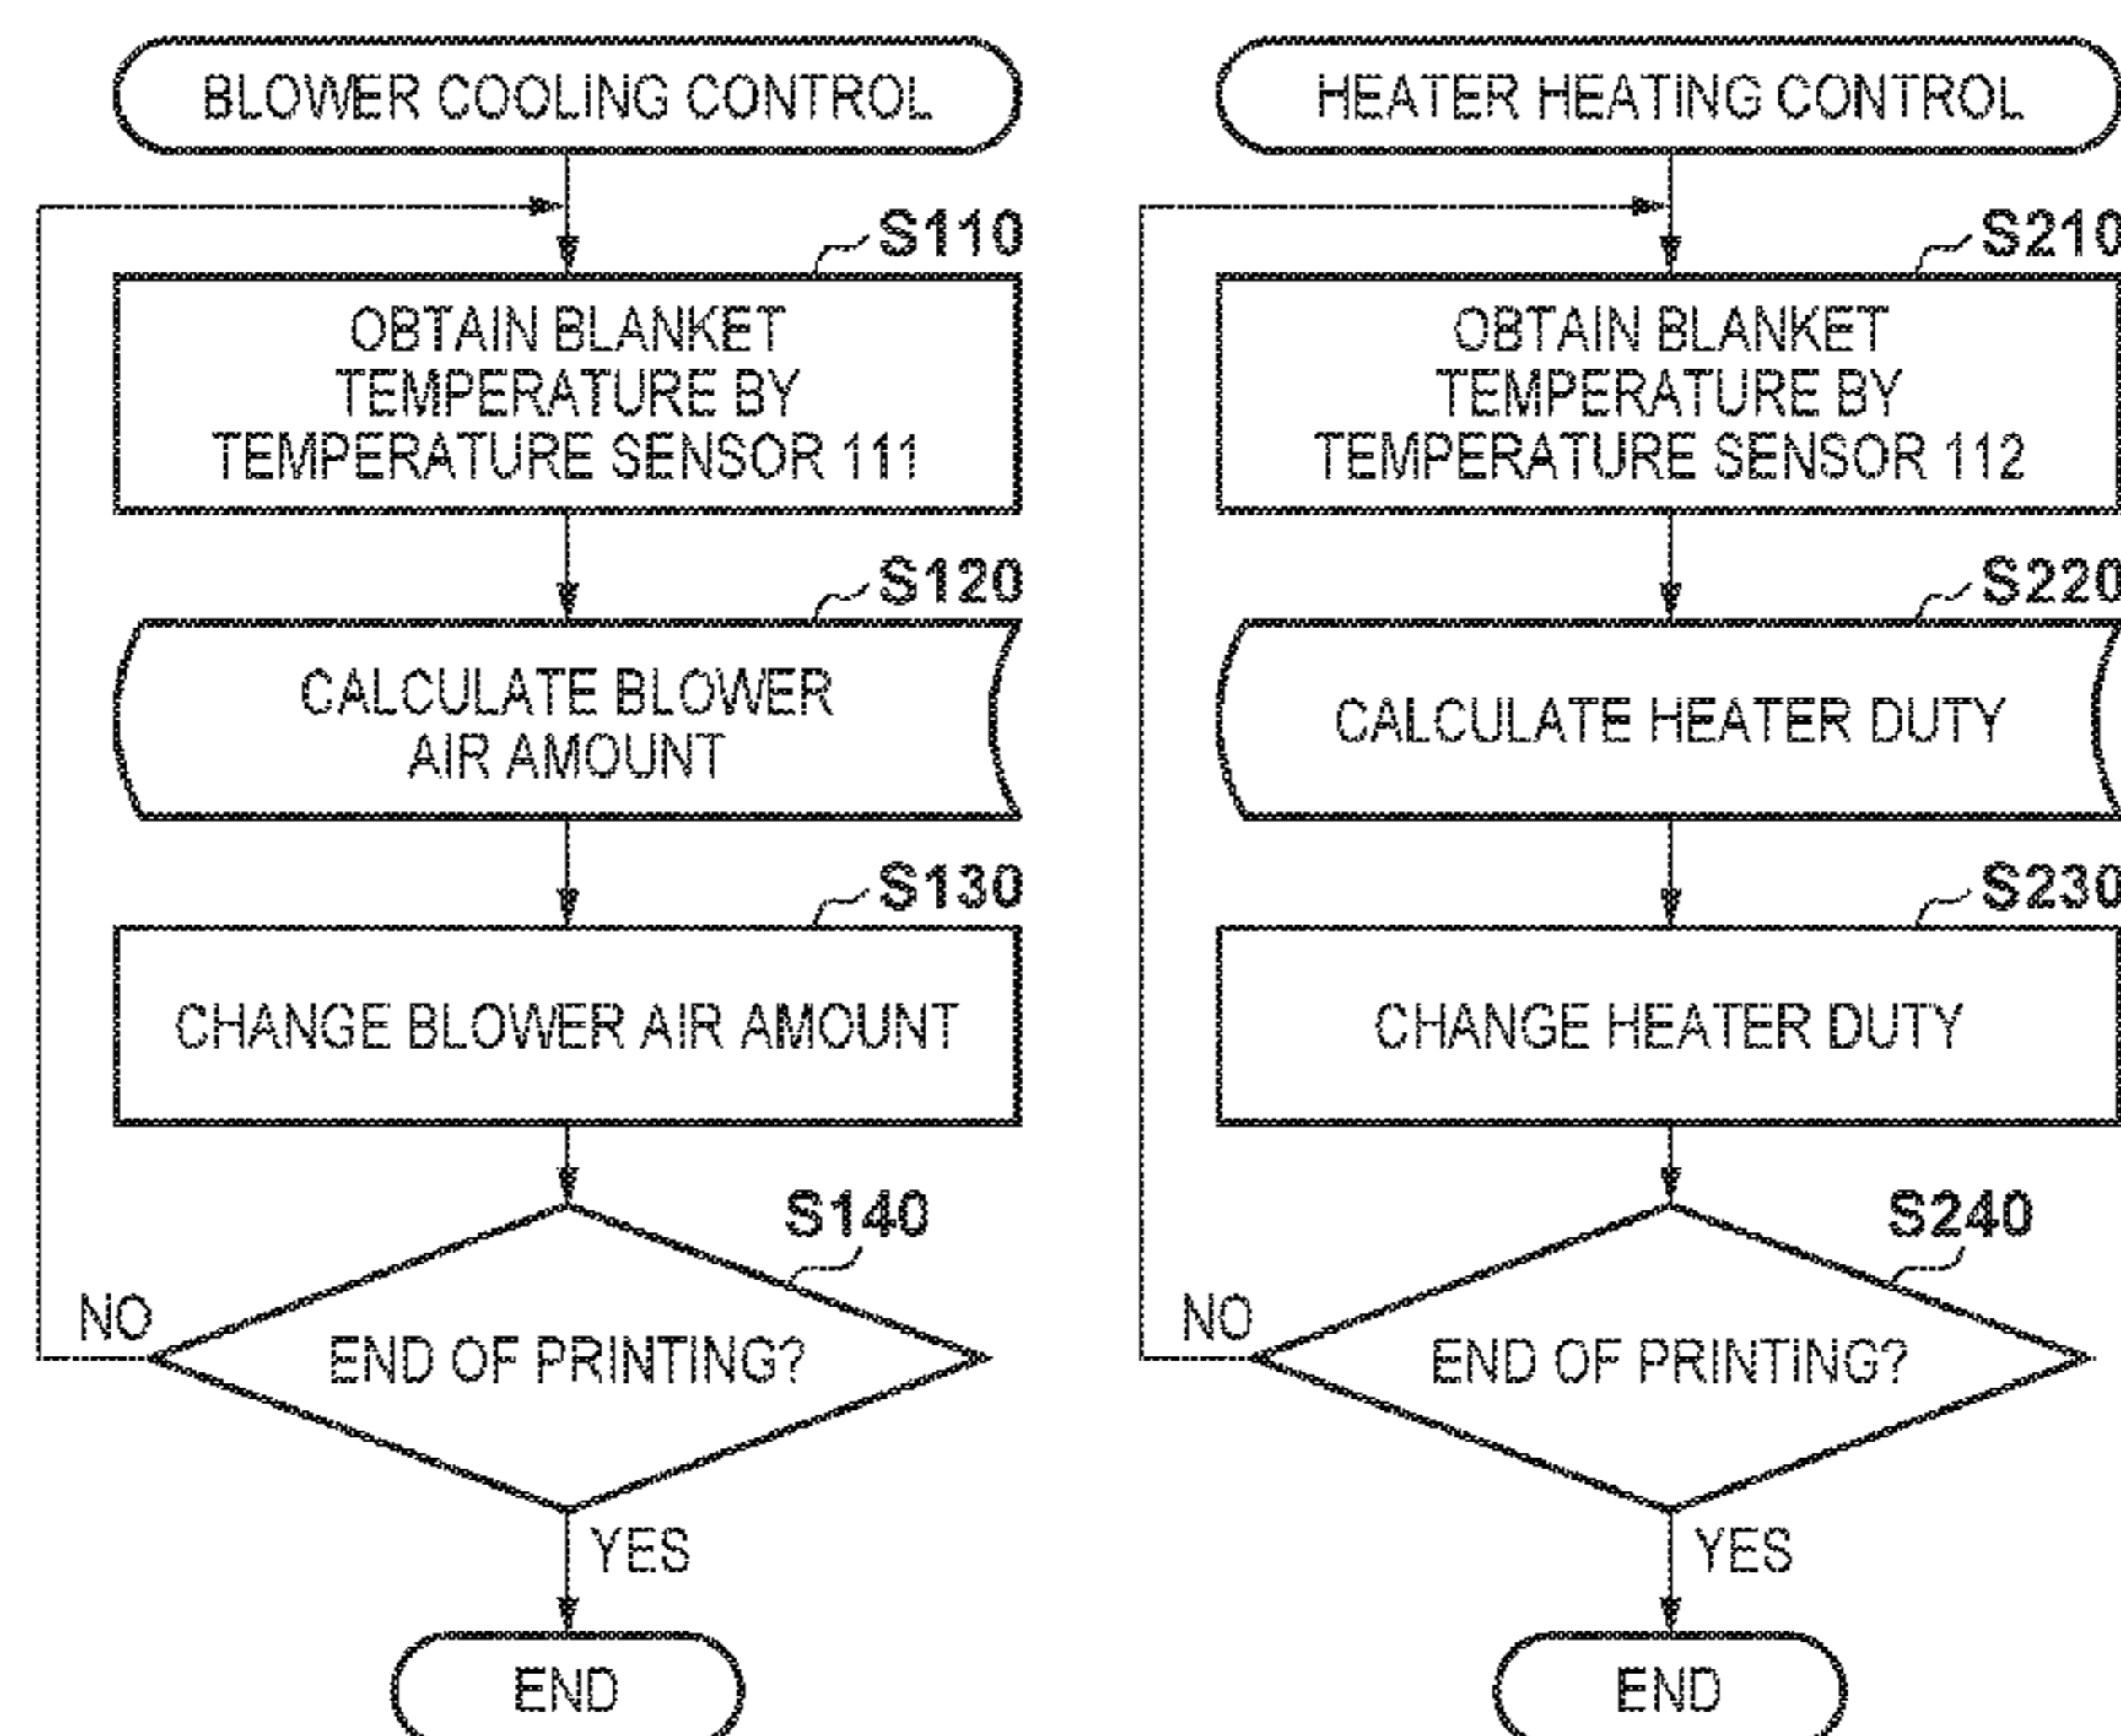 BLOWER COOLING CONTROL
S110
OBTAIN BLANKET
TEMPERATURE BY
TEMPERATURE SENSOR 111
S120
CALCULATE BLOWER
AIR AMOUNT
S130
CHANGE BLOWER AIR AMOUNT
S140
NO
END OF PRINTING?
YES
END
HEATER HEATING CONTROL
S210
OBTAIN BLANKET
TEMPERATURE BY
TEMPERATURE SENSOR 112
S220
CALCULATE HEATER DUTY
S230
CHANGE HEATER DUTY
S240
NO
END OF PRINTING?
YES
END